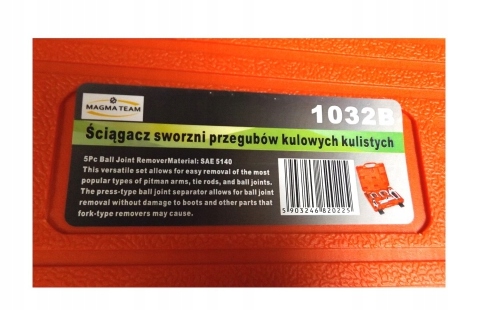 MAGMA TEAM
1032B
Ściągacz sworzni przegubów kulowych kulistych
5Pc Ball Joint RemoverMaterial: SAE 5140
This versatile set allows for easy removal of the most
popular types of pitman arms, tie rods, and ball joints.
The press-type ball joint separator allows for ball joint
removal without damage to boots and other parts that
fork-type removers may cause.
5 903246 820225